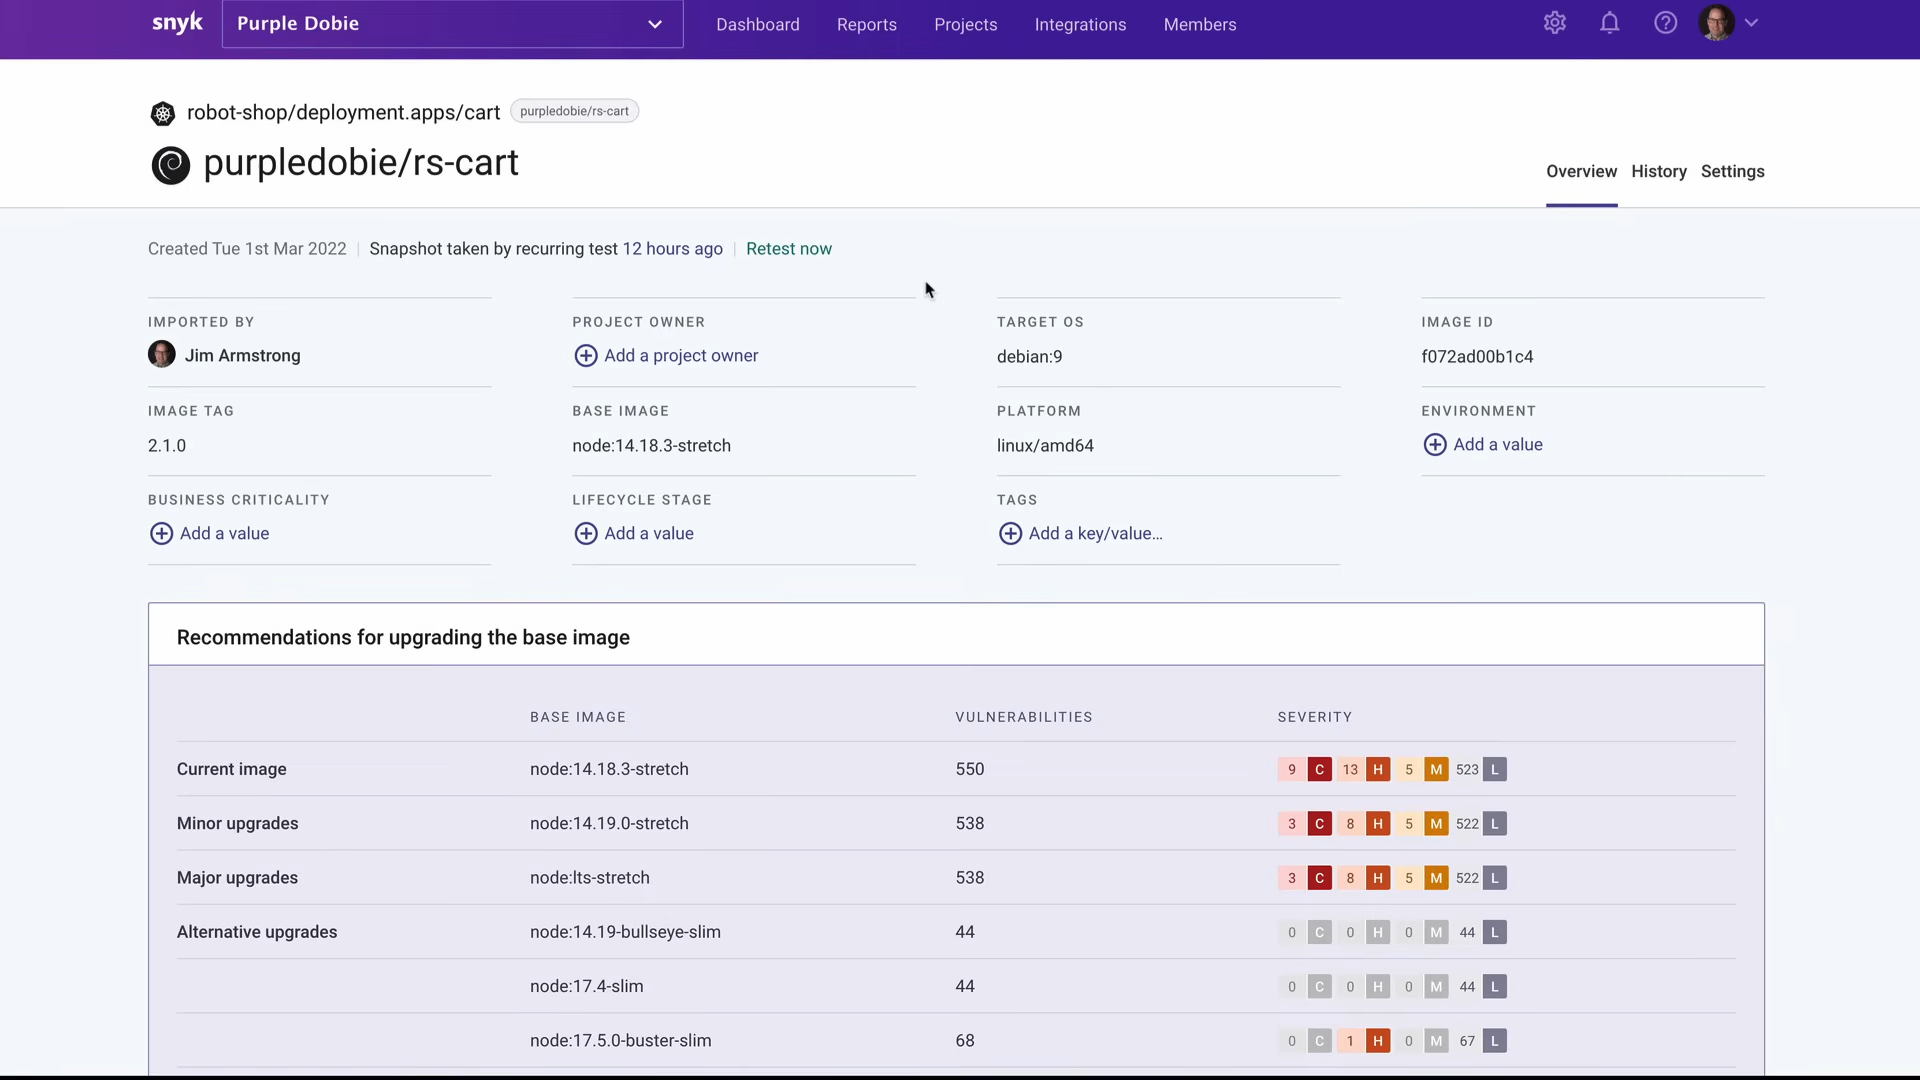 snyk
Purple Dobie
Dashboard Reports Projects Integrations Members
robot-shop/deployment.apps/cart purpledobie/rs-cart
purpledobie/rs-cart
Overview History Settings
Created Tue 1st Mar 2022 | Snapshot taken by recurring test 12 hours ago | Retest now
IMPORTED BY
Jim Armstrong
PROJECT OWNER
Add a project owner
TARGET OS
debian:9
IMAGE ID
f072ad00b1c4
IMAGE TAG
2.1.0
BASE IMAGE
node:14.18.3-stretch
PLATFORM
linux/amd64
ENVIRONMENT
Add a value
BUSINESS CRITICALITY
Add a value
LIFECYCLE STAGE
Add a value
TAGS
Add a key/value...
Recommendations for upgrading the base image
BASE IMAGE VULNERABILITIES SEVERITY
Current image node:14.18.3-stretch 550 9 C 13 H 5 M 523 L
Minor upgrades node:14.19.0-stretch 538 3 C 8 H 5 M 522 L
Major upgrades node:lts-stretch 538 3 C 8 H 5 M 522 L
Alternative upgrades node:14.19-bullseye-slim 44 0 C 0 H 0 M 44 L
node:17.4-slim 44 0 C 0 H 0 M 44 L
node:17.5.0-buster-slim 68 0 C 1 H 0 M 67 L